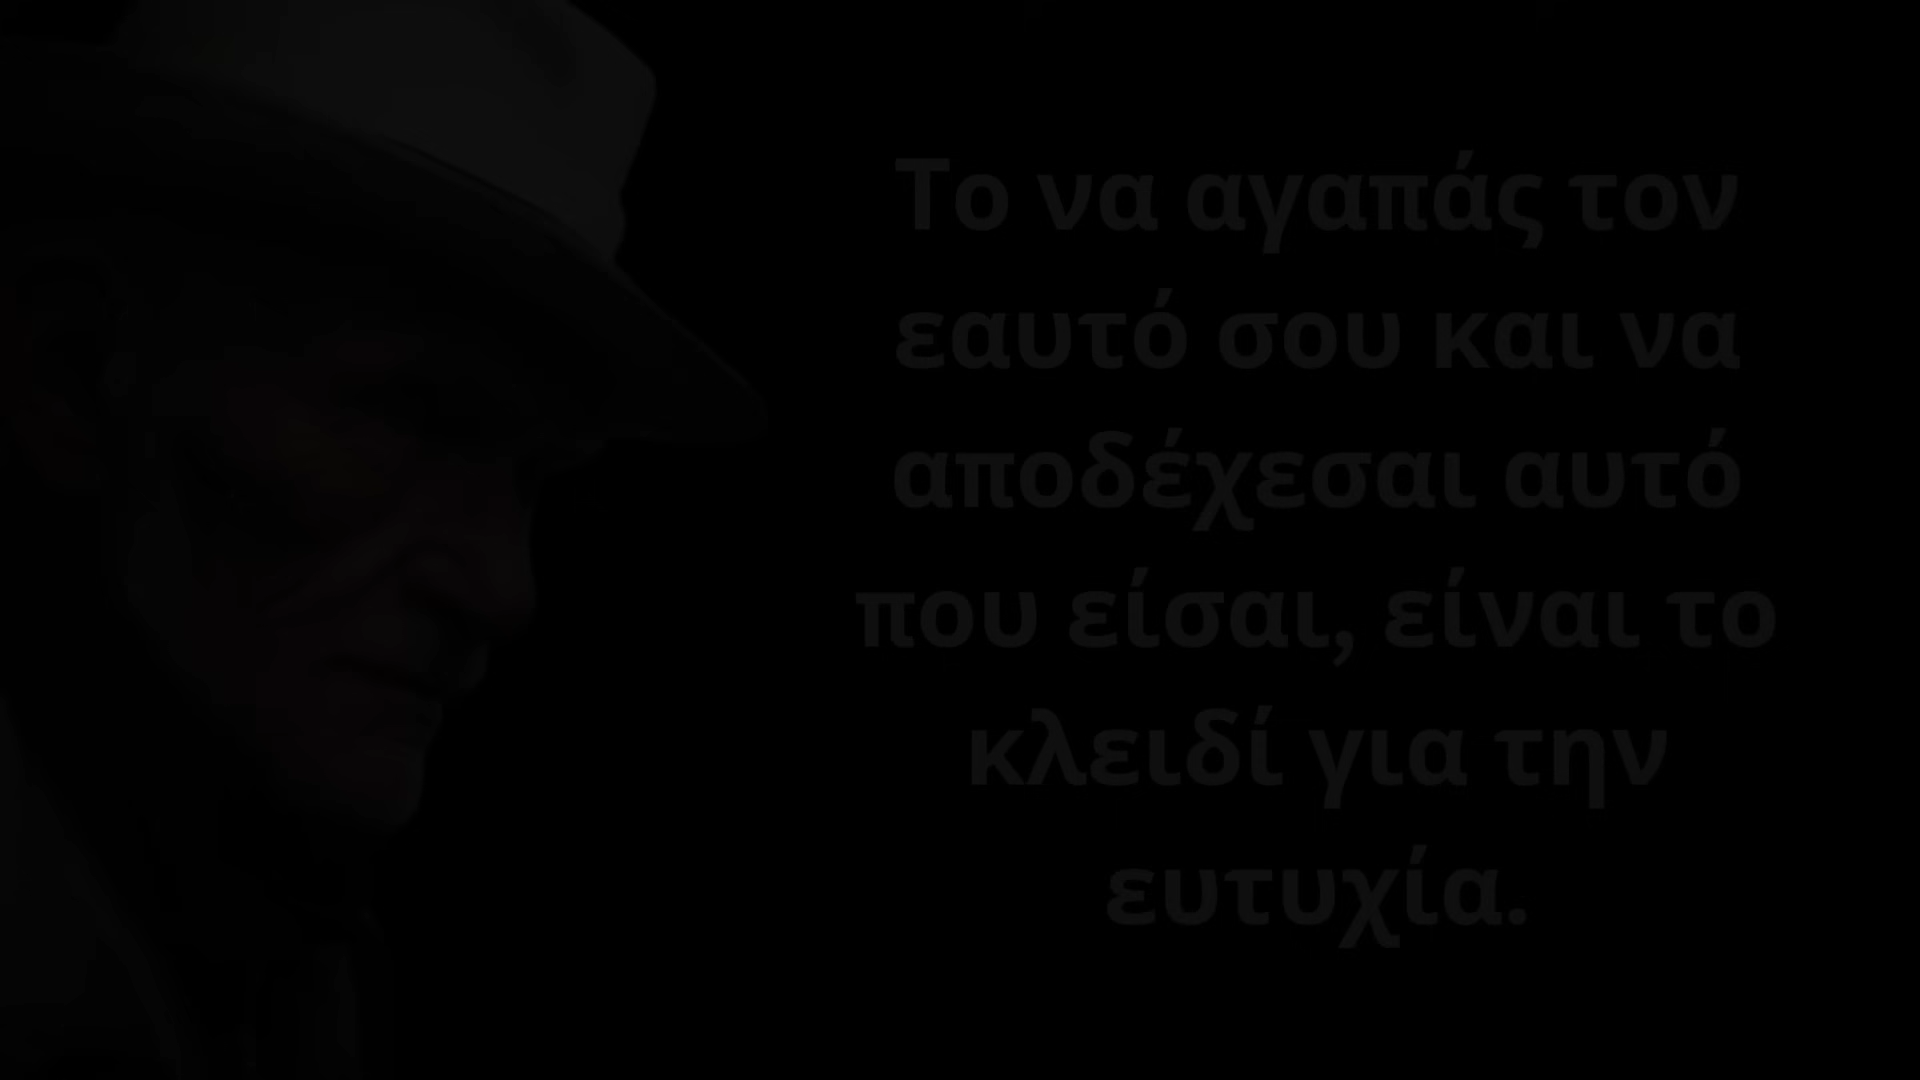 Το να αγαπάς τον
εαυτό σου και να
αποδέχεσαι αυτό
που είσαι, είναι το
κλειδί για την
ευτυχία.